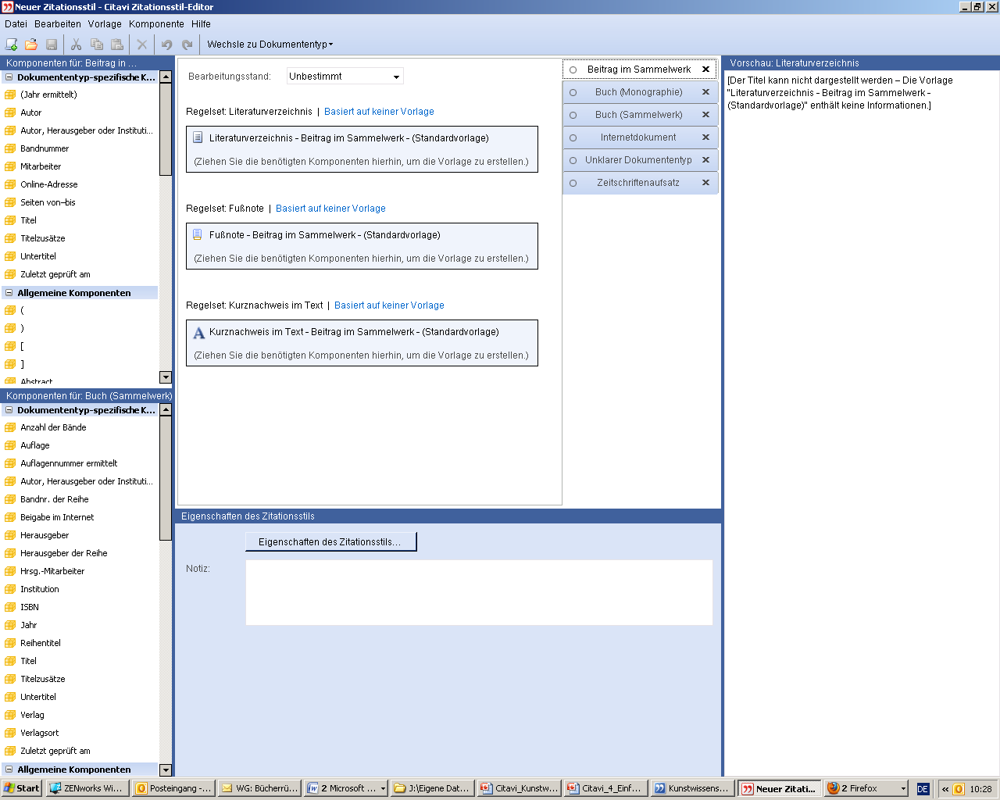 Neuer Zitationsstil - Citavi Zitationsstil-Editor
Datei Bearbeiten Vorlage Komponente Hilfe
Wechsle zu Dokumententyp
Komponenten für: Beitrag in ...
Dokumententyp-spezifische K...
(Jahr ermittelt)
Autor
Autor, Herausgeber oder Instituti...
Bandnummer
Mitarbeiter
Online-Adresse
Seiten von–bis
Titel
Titelzusätze
Untertitel
Zuletzt geprüft am
Allgemeine Komponenten
(
)
[
]
Abstract
Komponenten für: Buch (Sammelwerk)
Dokumententyp-spezifische K...
Anzahl der Bände
Auflage
Auflagennummer ermittelt
Autor, Herausgeber oder Instituti...
Bandnr. der Reihe
Beigabe im Internet
Herausgeber
Herausgeber der Reihe
Hrsg.-Mitarbeiter
Institution
ISBN
Jahr
Reihentitel
Titel
Titelzusätze
Untertitel
Verlag
Verlagsort
Zuletzt geprüft am
Allgemeine Komponenten
Bearbeitungsstand: Unbestimmt
Regelset: Literaturverzeichnis | Basiert auf keiner Vorlage
Literaturverzeichnis - Beitrag im Sammelwerk - (Standardvorlage)
(Ziehen Sie die benötigten Komponenten hierhin, um die Vorlage zu erstellen.)
Regelset: Fußnote | Basiert auf keiner Vorlage
Fußnote - Beitrag im Sammelwerk - (Standardvorlage)
(Ziehen Sie die benötigten Komponenten hierhin, um die Vorlage zu erstellen.)
Regelset: Kurznachweis im Text | Basiert auf keiner Vorlage
Kurznachweis im Text - Beitrag im Sammelwerk - (Standardvorlage)
(Ziehen Sie die benötigten Komponenten hierhin, um die Vorlage zu erstellen.)
Beitrag im Sammelwerk
Buch (Monographie)
Buch (Sammelwerk)
Internetdokument
Unklarer Dokumententyp
Zeitschriftenaufsatz
Eigenschaften des Zitationsstils
Eigenschaften des Zitationsstils...
Notiz:
Vorschau: Literaturverzeichnis
[Der Titel kann nicht dargestellt werden – Die Vorlage
"Literaturverzeichnis - Beitrag im Sammelwerk -
(Standardvorlage)" enthält keine Informationen.]
Start ZENworks Wi... Posteingang -... WG: Bücherrü... 2 Microsoft ... J:\Eigene Dat... Citavi_Kunstw... Citavi_4_Einf... Kunstwissens... Neuer Zitati... 2 Firefox DE « 10:28